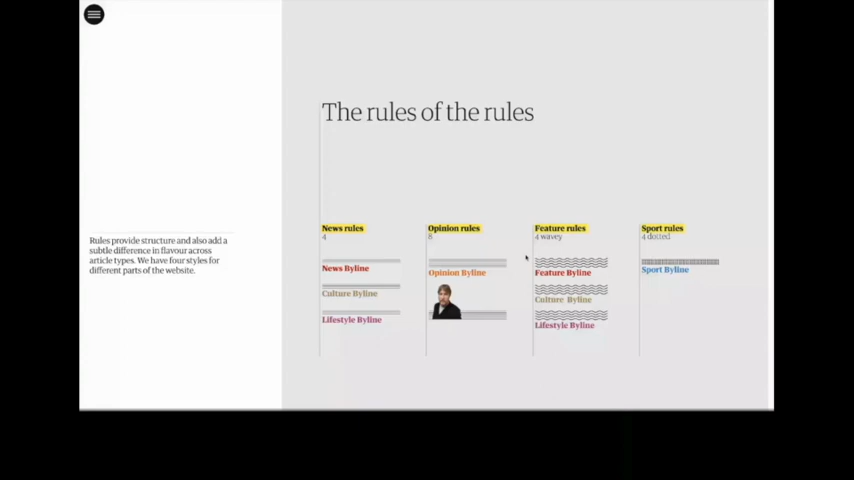 The rules of the rules
Rules provide structure and also add a
subtle difference in flavour across
article types. We have four styles for
different parts of the website.
News rules
4
News Byline
Culture Byline
Lifestyle Byline
Opinion rules
8
Opinion Byline
Feature rules
4 wavey
Feature Byline
Culture Byline
Lifestyle Byline
Sport rules
4 dotted
Sport Byline